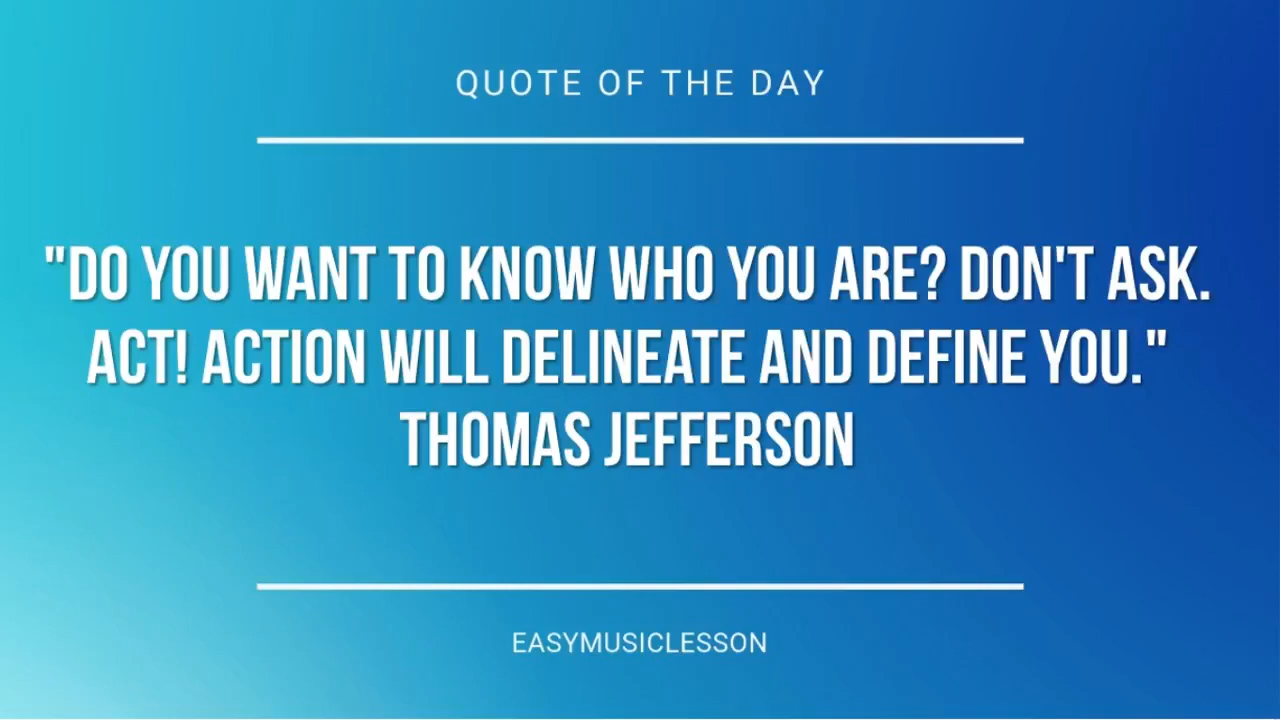 QUOTE OF THE DAY
"DO YOU WANT TO KNOW WHO YOU ARE? DON'T ASK.
ACT! ACTION WILL DELINEATE AND DEFINE YOU."
THOMAS JEFFERSON
EASYMUSICLESSON